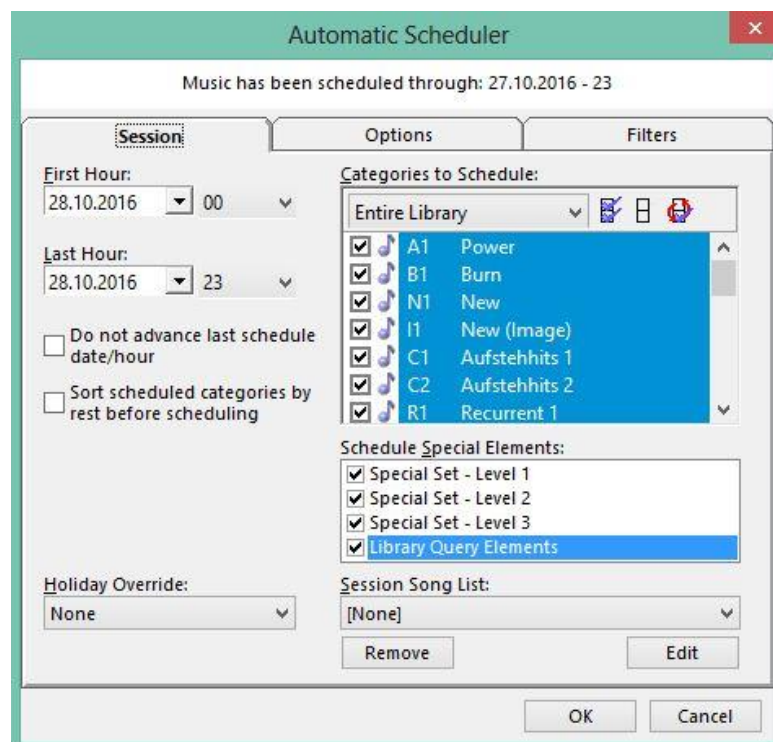 Automatic Scheduler
Music has been scheduled through: 27.10.2016 - 23
Session
Options
Filters
First Hour:
28.10.2016
00
Last Hour:
28.10.2016
23
Do not advance last schedule
date/hour
Sort scheduled categories by
rest before scheduling
Categories to Schedule:
Entire Library
A1 Power
B1 Burn
N1 New
I1 New (Image)
C1 Aufstehhits 1
C2 Aufstehhits 2
R1 Recurrent 1
Schedule Special Elements:
Special Set - Level 1
Special Set - Level 2
Special Set - Level 3
Library Query Elements
Holiday Override:
None
Session Song List:
[None]
Remove
Edit
OK
Cancel